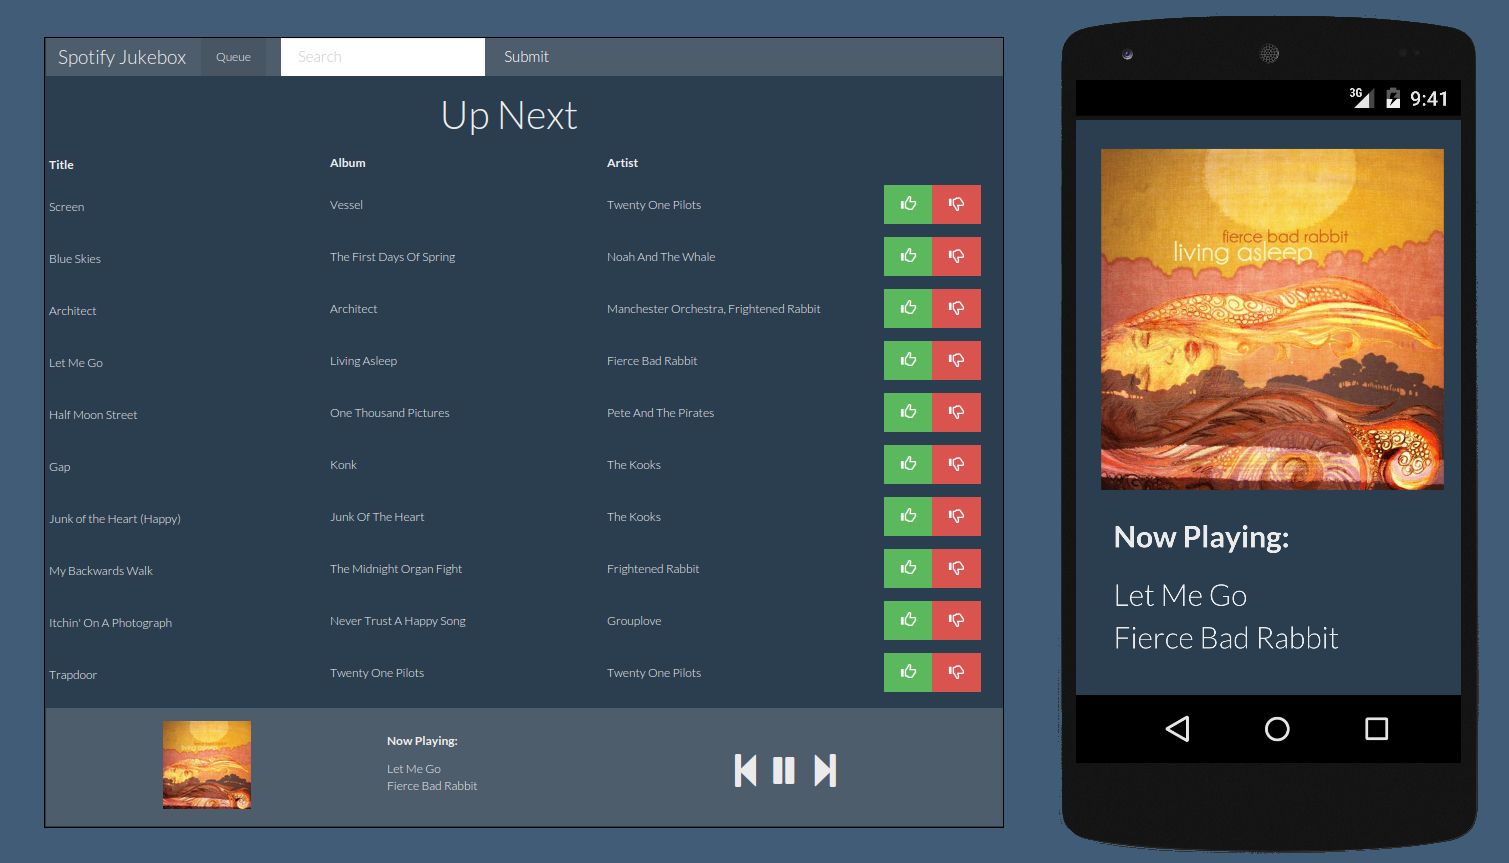 Spotify Jukebox Queue Search Submit
Up Next
Title Album Artist
Screen Vessel Twenty One Pilots
Blue Skies The First Days Of Spring Noah And The Whale
Architect Architect Manchester Orchestra, Frightened Rabbit
Let Me Go Living Asleep Fierce Bad Rabbit
Half Moon Street One Thousand Pictures Pete And The Pirates
Gap Konk The Kooks
Junk of the Heart (Happy) Junk Of The Heart The Kooks
My Backwards Walk The Midnight Organ Fight Frightened Rabbit
Itchin' On A Photograph Never Trust A Happy Song Grouplove
Trapdoor Twenty One Pilots Twenty One Pilots
Now Playing:
Let Me Go
Fierce Bad Rabbit
3G 9:41
fierce bad rabbit
living asleep
Now Playing:
Let Me Go
Fierce Bad Rabbit